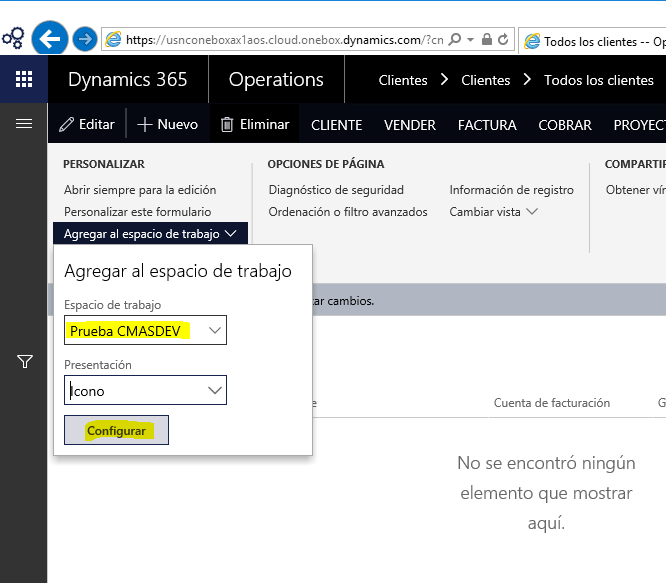 https://usnconeboxax1aos.cloud.onebox.dynamics.com/?cn
Todos los clientes -- Op
Dynamics 365
Operations
Clientes > Clientes > Todos los clientes
Editar
Nuevo
Eliminar
CLIENTE
VENDER
FACTURA
COBRAR
PROYEC
PERSONALIZAR
Abrir siempre para la edición
Personalizar este formulario
Agregar al espacio de trabajo
OPCIONES DE PÁGINA
Diagnóstico de seguridad
Ordenación o filtro avanzados
Información de registro
Cambiar vista
COMPARTI
Obtener vín
Agregar al espacio de trabajo
Espacio de trabajo
Prueba CMASDEV
Presentación
Icono
Configurar
ar cambios.
e
Cuenta de facturación
G
No se encontró ningún
elemento que mostrar
aquí.